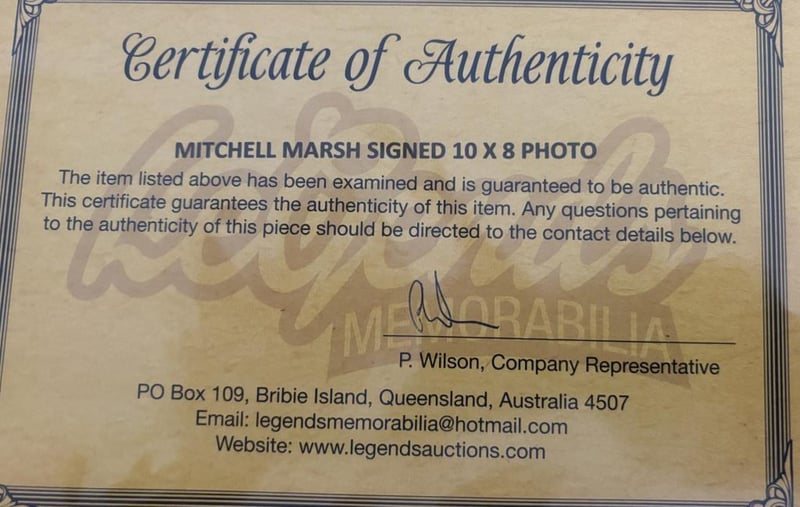 Certificate of Authenticity
Legends
MEMORABILIA
MITCHELL MARSH SIGNED 10 X 8 PHOTO
The item listed above has been examined and is guaranteed to be authentic.
This certificate guarantees the authenticity of this item. Any questions pertaining
to the authenticity of this piece should be directed to the contact details below.
P. Wilson, Company Representative
PO Box 109, Bribie Island, Queensland, Australia 4507
Email: legendsmemorabilia@hotmail.com
Website: www.legendsauctions.com